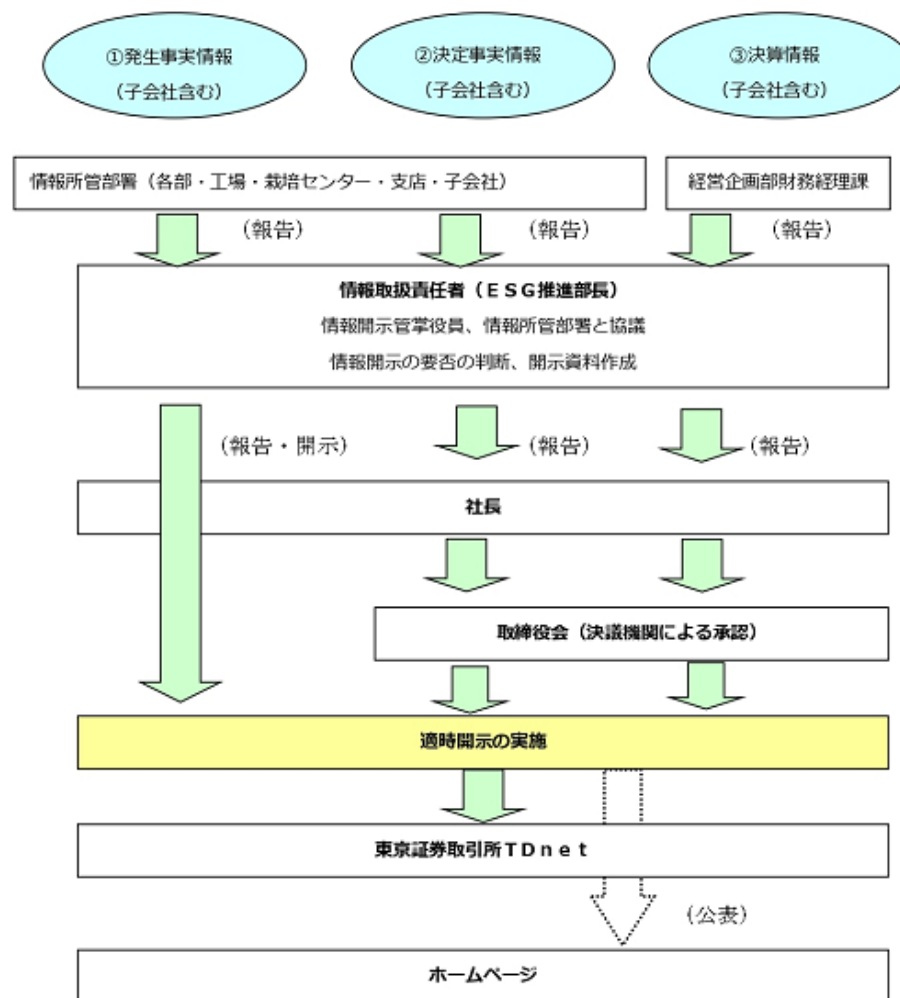 ①発生事実情報
（子会社含む）
②決定事実情報
（子会社含む）
③決算情報
（子会社含む）
情報所管部署（各部・工場・栽培センター・支店・子会社）
経営企画部財務経理課
（報告）
（報告）
（報告）
情報取扱責任者（ＥＳＧ推進部長）
情報開示管掌役員、情報所管部署と協議
情報開示の要否の判断、開示資料作成
（報告・開示）
（報告）
（報告）
社長
取締役会（決議機関による承認）
適時開示の実施
東京証券取引所ＴＤｎｅｔ
（公表）
ホームページ